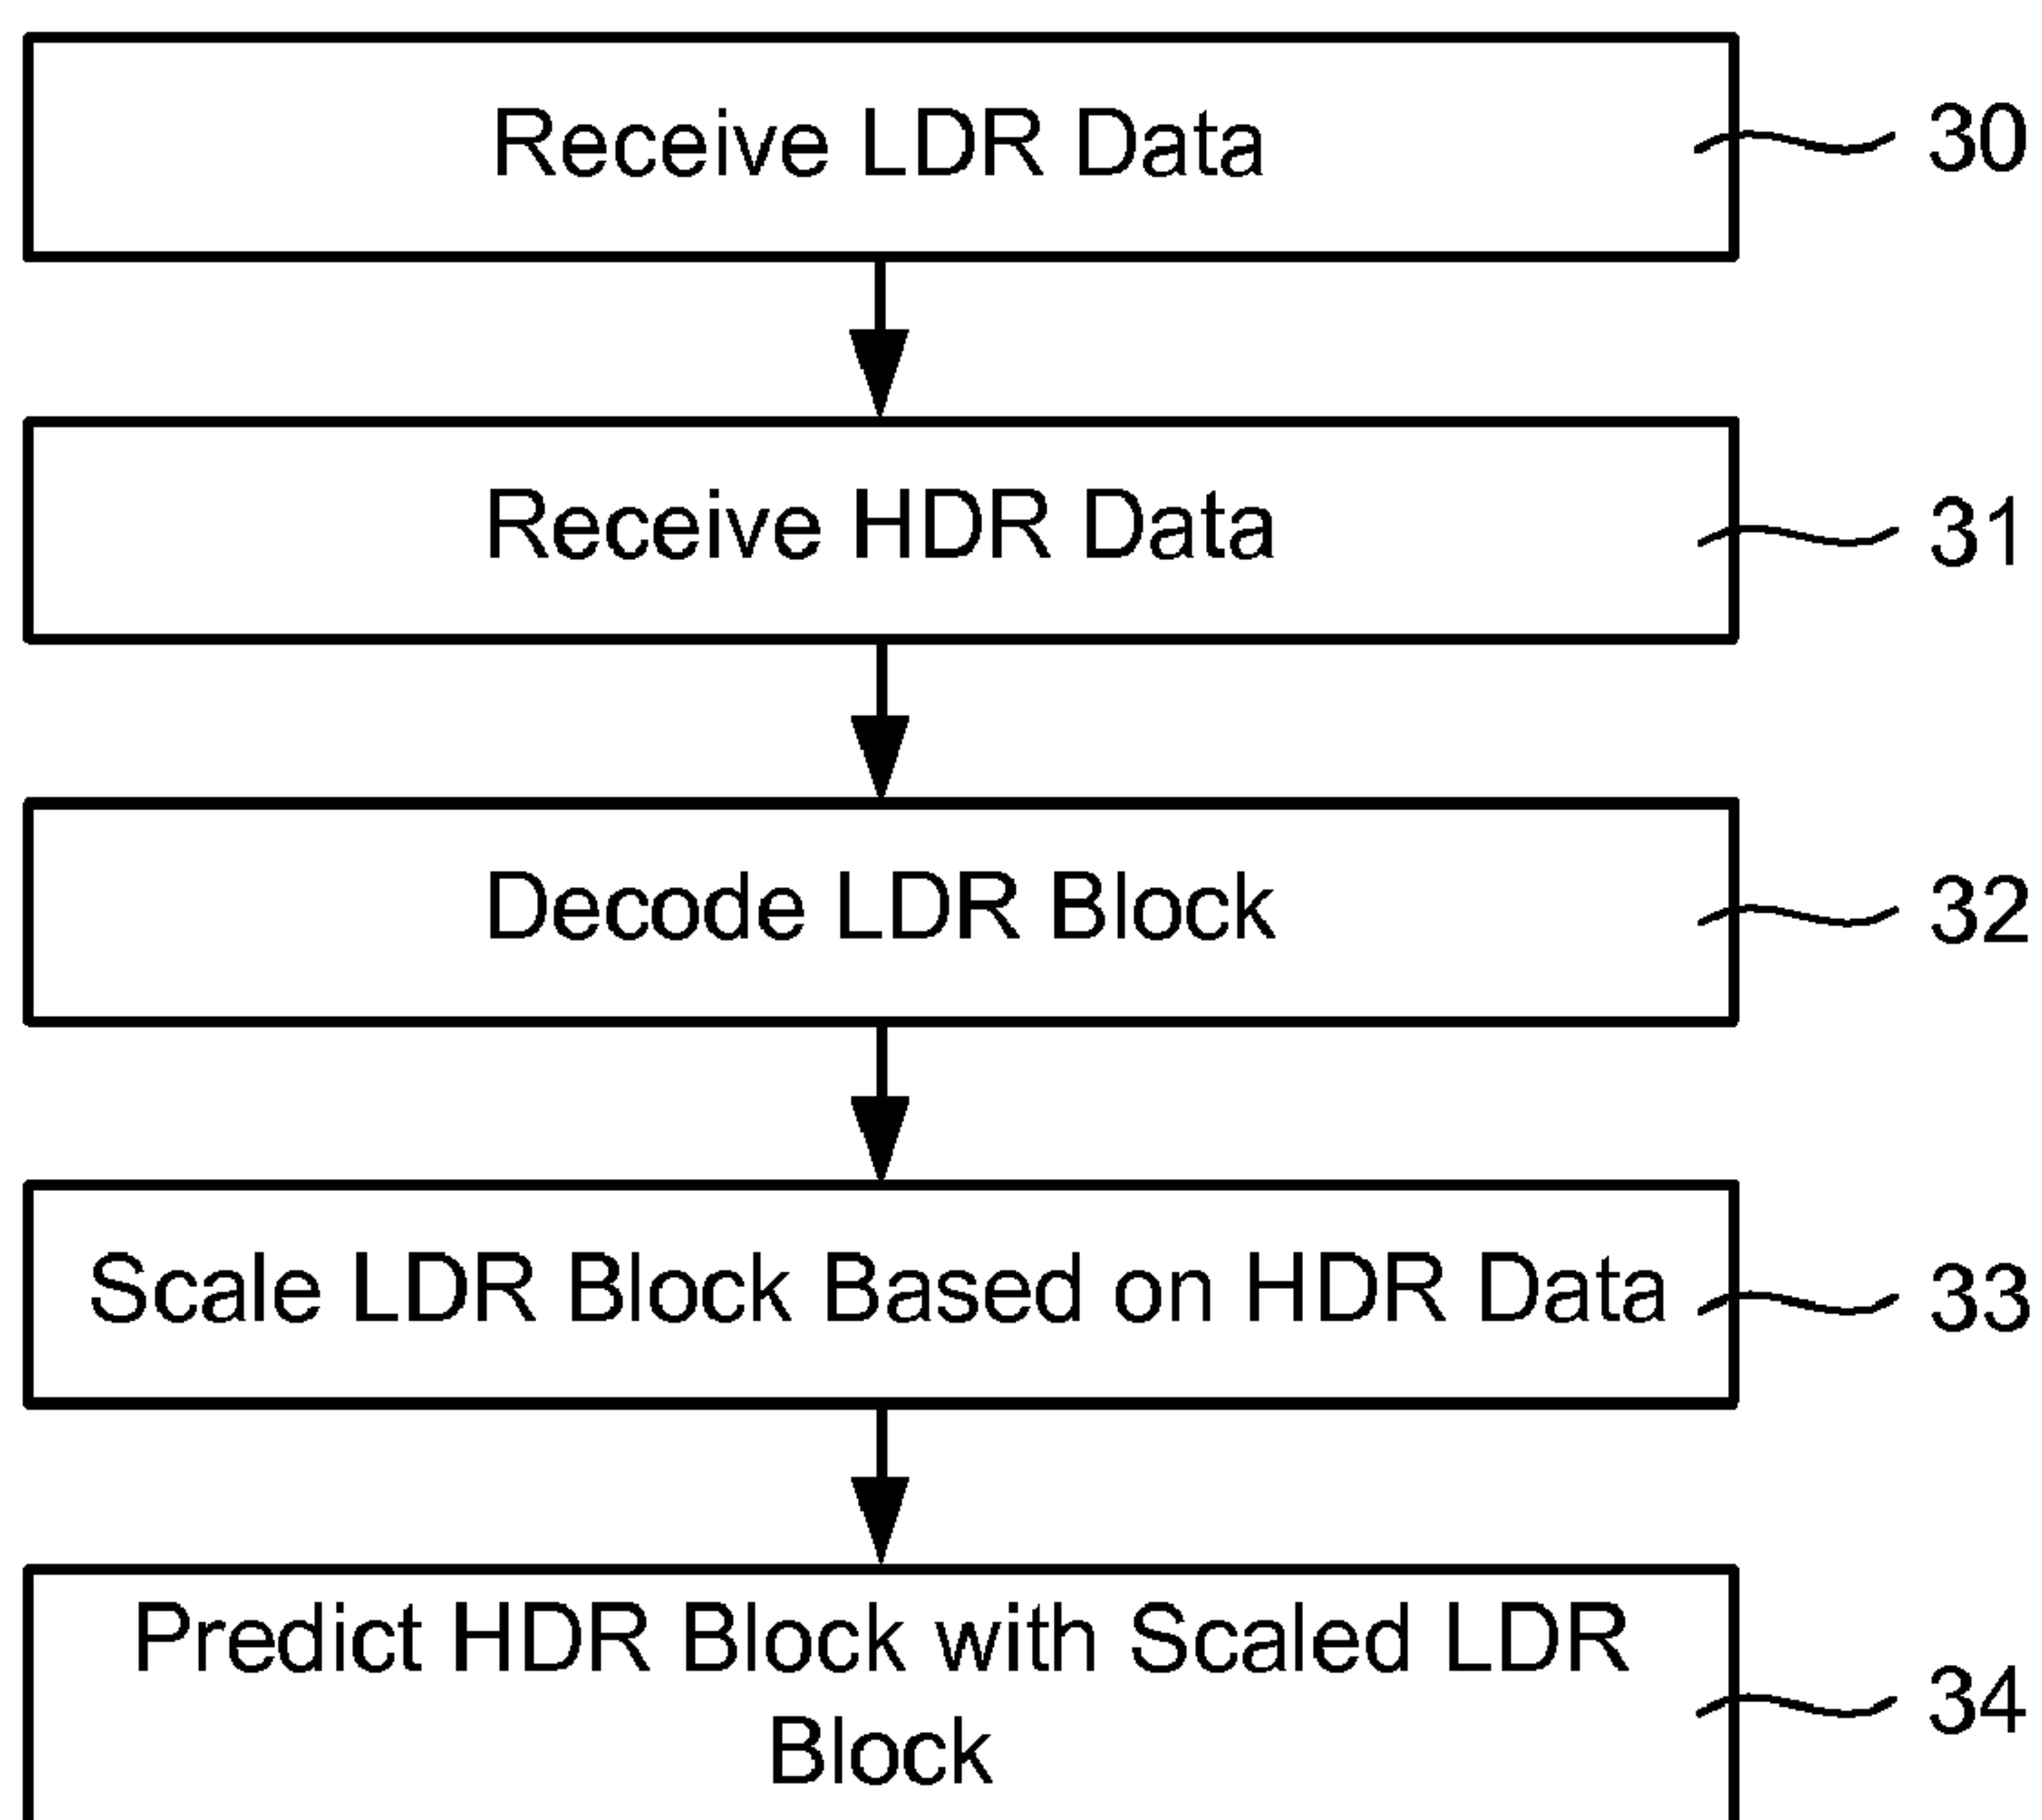 Receive LDR Data
30
Receive HDR Data
31
Decode LDR Block
32
Scale LDR Block Based on HDR Data
33
Predict HDR Block with Scaled LDR
Block
34